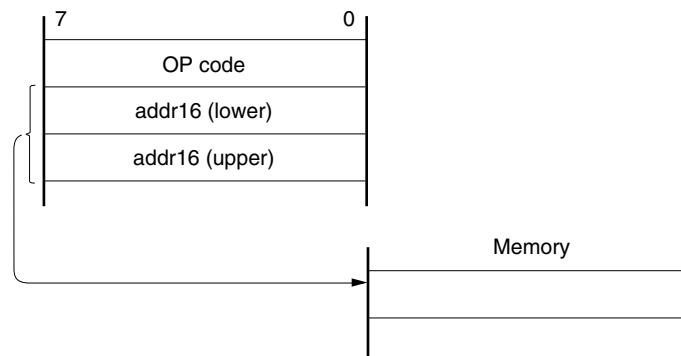 7 0
OP code
addr16 (lower)
addr16 (upper)
Memory